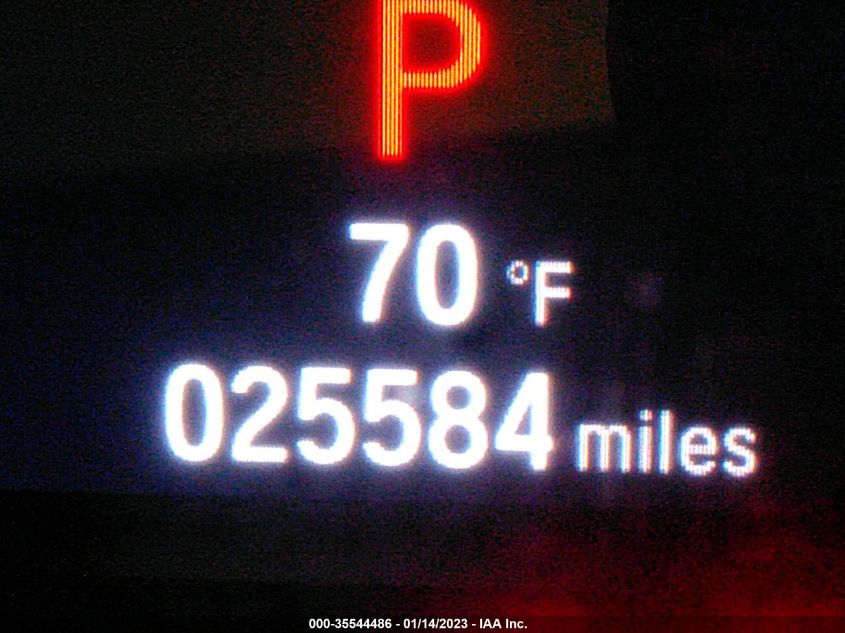 P
70 °F
025584 miles
000-35544486 - 01/14/2023 - IAA Inc.